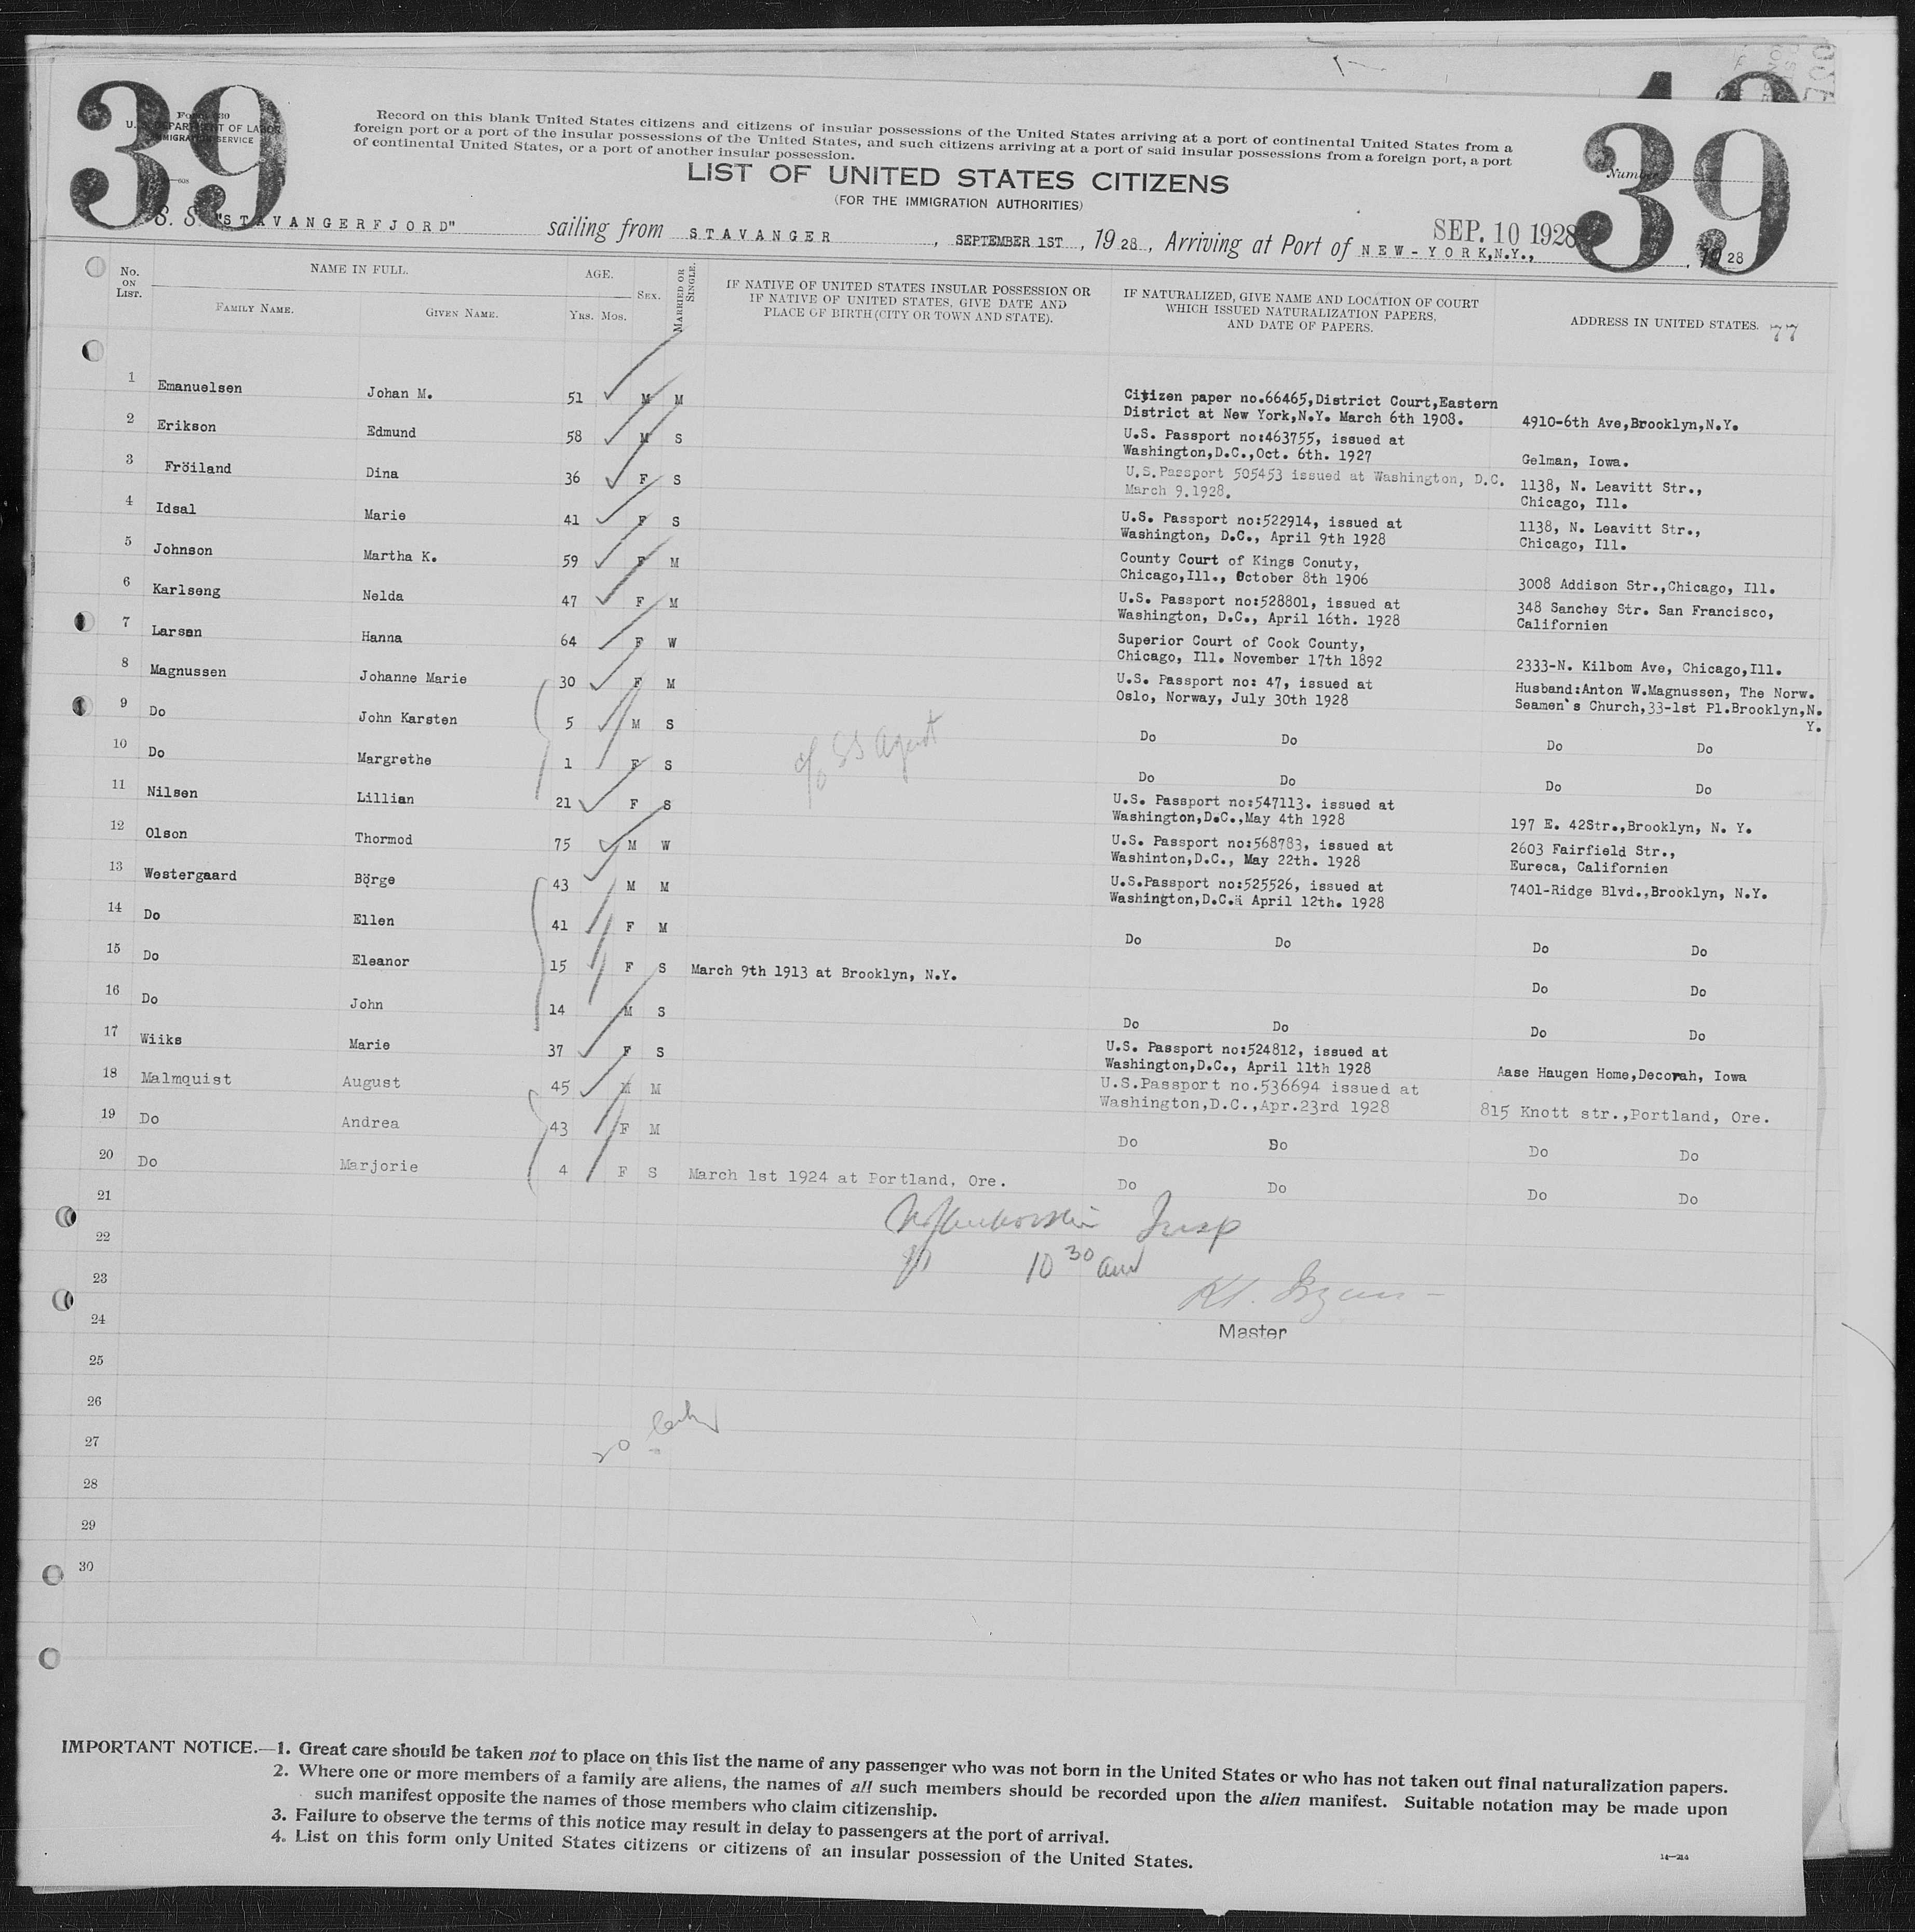 39
39
Form 630
U. S. DEPARTMENT OF LABOR
IMMIGRATION SERVICE
Record on this blank United States citizens and citizens of insular possessions of the United States arriving at a port of continental United States from a
foreign port or a port of the insular possessions of the United States, and such citizens arriving at a port of said insular possessions from a foreign port, a port
of continental United States, or a port of another insular possession.
Number
LIST OF UNITED STATES CITIZENS
(FOR THE IMMIGRATION AUTHORITIES)
S. S. "STAVANGERFJORD" sailing from STAVANGER, SEPTEMBER 1ST, 1928, Arriving at Port of NEW-YORK,N.Y., SEP. 10 1928, 1928
No. ON LIST. NAME IN FULL. AGE. SEX. MARRIED OR SINGLE. IF NATIVE OF UNITED STATES INSULAR POSSESSION OR IF NATIVE OF UNITED STATES, GIVE DATE AND PLACE OF BIRTH (CITY OR TOWN AND STATE). IF NATURALIZED, GIVE NAME AND LOCATION OF COURT WHICH ISSUED NATURALIZATION PAPERS, AND DATE OF PAPERS. ADDRESS IN UNITED STATES. 77
FAMILY NAME. GIVEN NAME. YRS. MOS.
1 Emanuelsen Johan M. 51 M M Citizen paper no.66465,District Court,Eastern
District at New York,N.Y. March 6th 1908. 4910-6th Ave,Brooklyn,N.Y.
2 Erikson Edmund 58 M S U.S. Passport no:463755, issued at
Washington,D.C.,Oct. 6th. 1927 Gelman, Iowa.
3 Fröiland Dina 36 F S U.S.Passport 505453 issued at Washington, D.C. 1138, N. Leavitt Str.,
March 9.1928. Chicago, Ill.
4 Idsal Marie 41 F S U.S. Passport no:522914, issued at 1138, N. Leavitt Str.,
Washington, D.C., April 9th 1928 Chicago, Ill.
5 Johnson Martha K. 59 F M County Court of Kings Conuty,
Chicago,Ill., October 8th 1906 3008 Addison Str.,Chicago, Ill.
6 Karlseng Nelda 47 F M U.S. Passport no:528801, issued at 348 Sanchey Str. San Francisco,
Washington, D.C., April 16th. 1928 Californien
7 Larsen Hanna 64 F W Superior Court of Cook County,
Chicago, Ill. November 17th 1892 2333-N. Kilbom Ave, Chicago,Ill.
8 Magnussen Johanne Marie 30 F M U.S. Passport no: 47, issued at Husband:Anton W.Magnussen, The Norw.
Oslo, Norway, July 30th 1928 Seamen's Church,33-1st Pl.Brooklyn,N.
Y.
9 Do John Karsten 5 M S Do Do Do Do
c/o SS Agent
10 Do Margrethe 1 F S Do Do Do Do
11 Nilsen Lillian 21 F S U.S. Passport no:547113. issued at
Washington,D.C.,May 4th 1928 197 E. 42Str.,Brooklyn, N. Y.
12 Olson Thormod 75 M W U.S. Passport no:568783, issued at 2603 Fairfield Str.,
Washinton,D.C., May 22th. 1928 Eureca, Californien
13 Westergaard Börge 43 M M U.S.Passport no:525526, issued at 7401-Ridge Blvd.,Brooklyn, N.Y.
Washington,D.C.ä April 12th. 1928
14 Do Ellen 41 F M Do Do Do Do
15 Do Eleanor 15 F S March 9th 1913 at Brooklyn, N.Y. Do Do
16 Do John 14 M S Do Do Do Do
17 Wiiks Marie 37 F S U.S. Passport no:524812, issued at
Washington,D.C., April 11th 1928 Aase Haugen Home,Decorah, Iowa
18 Malmquist August 45 M M U.S.Passport no.536694 issued at
Washington,D.C.,Apr.23rd 1928 815 Knott str.,Portland, Ore.
19 Do Andrea 43 F M Do Do Do Do
20 Do Marjorie 4 F S March 1st 1924 at Portland, Ore. Do Do Do Do
21
Insp
22
10 30 am
23
24
Master
25
26
27
20
28
29
30
IMPORTANT NOTICE.—1. Great care should be taken not to place on this list the name of any passenger who was not born in the United States or who has not taken out final naturalization papers.
2. Where one or more members of a family are aliens, the names of all such members should be recorded upon the alien manifest. Suitable notation may be made upon
such manifest opposite the names of those members who claim citizenship.
3. Failure to observe the terms of this notice may result in delay to passengers at the port of arrival.
4. List on this form only United States citizens or citizens of an insular possession of the United States.
14—214